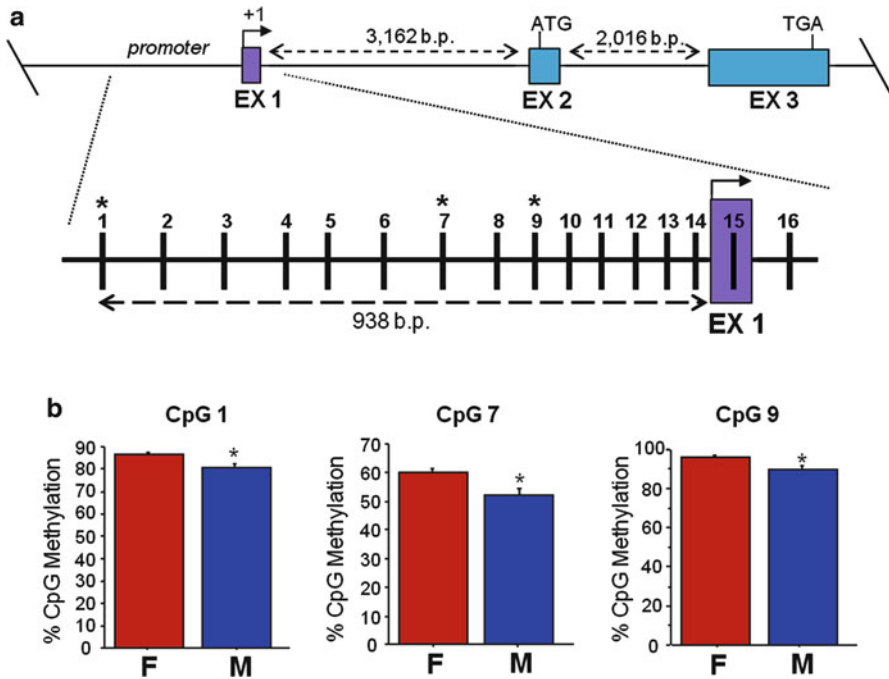 a
promoter
+1
3,162 b.p.
ATG
2,016 b.p.
TGA
EX 1
EX 2
EX 3
* * *
1 2 3 4 5 6 7 8 9 10 11 12 13 14 15 16
938 b.p.
EX 1
b
CpG 1
% CpG Methylation
90
80
70
60
50
40
30
20
10
0
*
F M
CpG 7
% CpG Methylation
70
60
50
40
30
20
10
0
*
F M
CpG 9
% CpG Methylation
100
80
60
40
20
0
*
F M